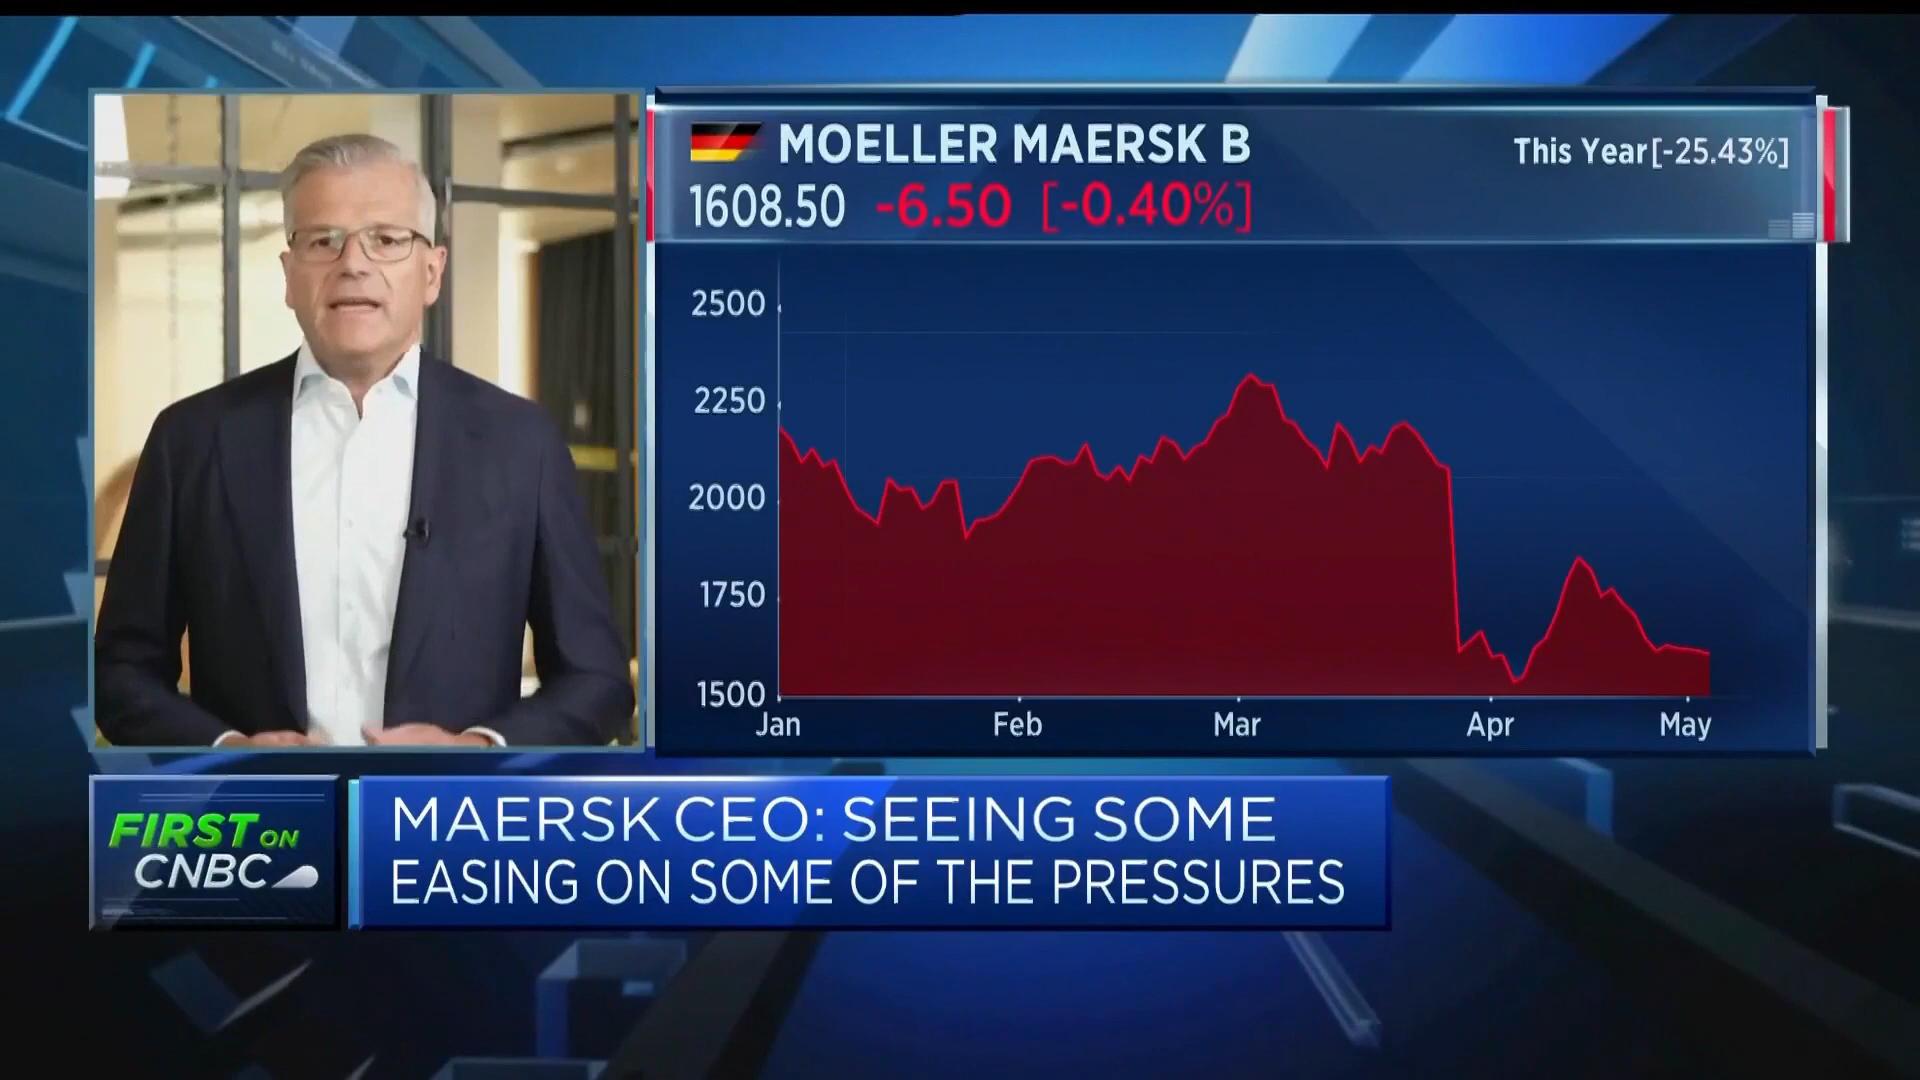 MOELLER MAERSK B
This Year[-25.43%]
1608.50 -6.50 [-0.40%]
2500
2250
2000
1750
1500
Jan Feb Mar Apr May
FIRST ON
CNBC
MAERSK CEO: SEEING SOME
EASING ON SOME OF THE PRESSURES